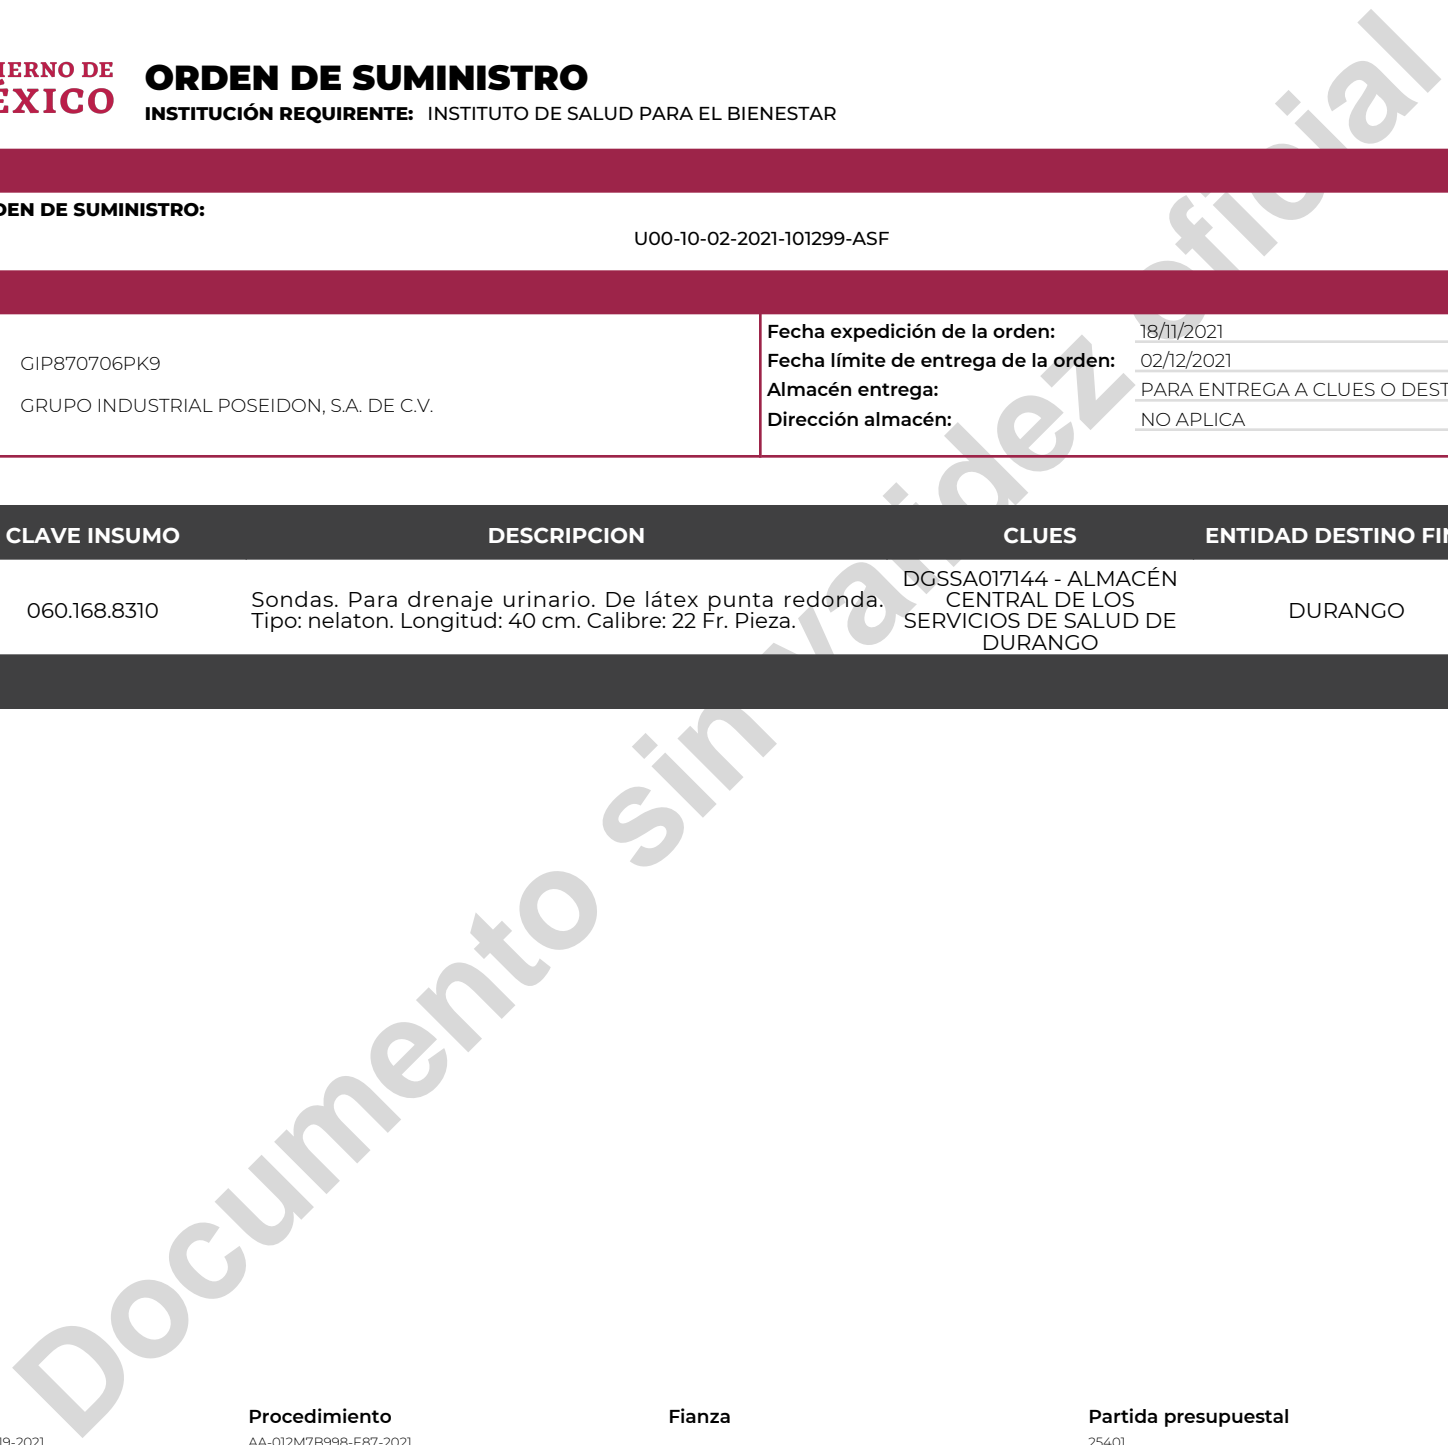 ORDEN DE SUMINISTRO
INSTITUCIÓN REQUIRENTE: INSTITUTO DE SALUD PARA EL BIENESTAR
DE SUMINISTRO:
U00-10-02-2021-101299-ASF
GIP870706PK9
GRUPO INDUSTRIAL POSEIDON, S.A. DE C.V.
Fecha expedición de la orden: 18/11/2021
Fecha límite de entrega de la orden: 02/12/2021
Almacén entrega: PARA ENTREGA A CLUES O DEST
Dirección almacén: NO APLICA
CLAVE INSUMO DESCRIPCION CLUES ENTIDAD DESTINO FIN
060.168.8310
Sondas. Para drenaje urinario. De látex punta redonda.
Tipo: nelaton. Longitud: 40 cm. Calibre: 22 Fr. Pieza.
DGSSA017144 - ALMACÉN
CENTRAL DE LOS
SERVICIOS DE SALUD DE
DURANGO
DURANGO
Documento sin validez oficial
Procedimiento Fianza Partida presupuestal
19-2021 AA-012M7B998-E87-2021 25401